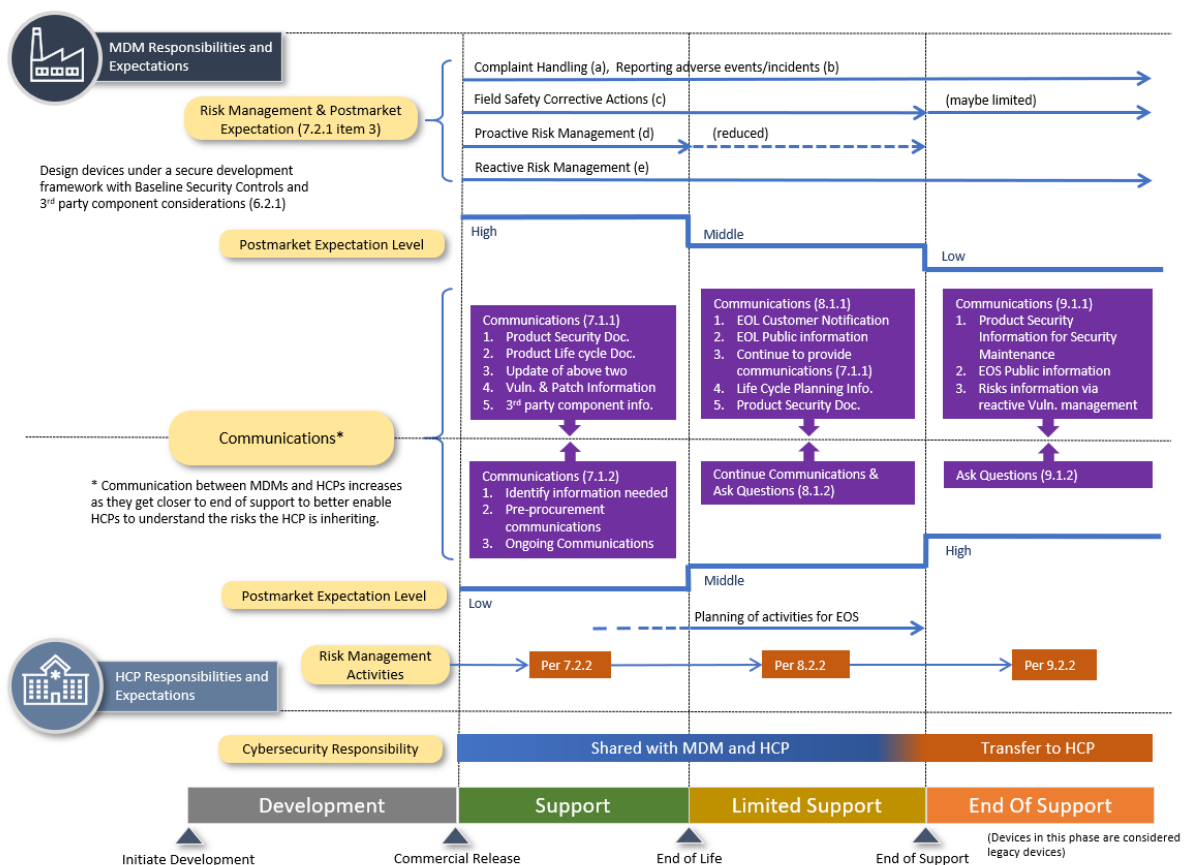 MDM Responsibilities and
Expectations
Complaint Handling (a),  Reporting adverse events/incidents (b)
Risk Management & Postmarket
Expectation (7.2.1 item 3)
Field Safety Corrective Actions (c)
(maybe limited)
Proactive Risk Management (d)
(reduced)
Reactive Risk Management (e)
Design devices under a secure development
framework with Baseline Security Controls and
3rd party component considerations (6.2.1)
Postmarket Expectation Level
High
Middle
Low
Communications (7.1.1)
1. Product Security Doc.
2. Product Life cycle Doc.
3. Update of above two
4. Vuln. & Patch Information
5. 3rd party component info.
Communications (8.1.1)
1. EOL Customer Notification
2. EOL Public information
3. Continue to provide
communications (7.1.1)
4. Life Cycle Planning Info.
5. Product Security Doc.
Communications (9.1.1)
1. Product Security
Information for Security
Maintenance
2. EOS Public information
3. Risks information via
reactive Vuln. management
Communications*
* Communication between MDMs and HCPs increases
as they get closer to end of support to better enable
HCPs to understand the risks the HCP is inheriting.
Communications (7.1.2)
1. Identify information needed
2. Pre-procurement
communications
3. Ongoing Communications
Continue Communications &
Ask Questions (8.1.2)
Ask Questions (9.1.2)
Postmarket Expectation Level
Low
Middle
High
Planning of activities for EOS
HCP Responsibilities and
Expectations
Risk Management
Activities
Per 7.2.2
Per 8.2.2
Per 9.2.2
Cybersecurity Responsibility
Shared with MDM and HCP
Transfer to HCP
Development
Support
Limited Support
End Of Support
Initiate Development
Commercial Release
End of Life
End of Support
(Devices in this phase are considered
legacy devices)